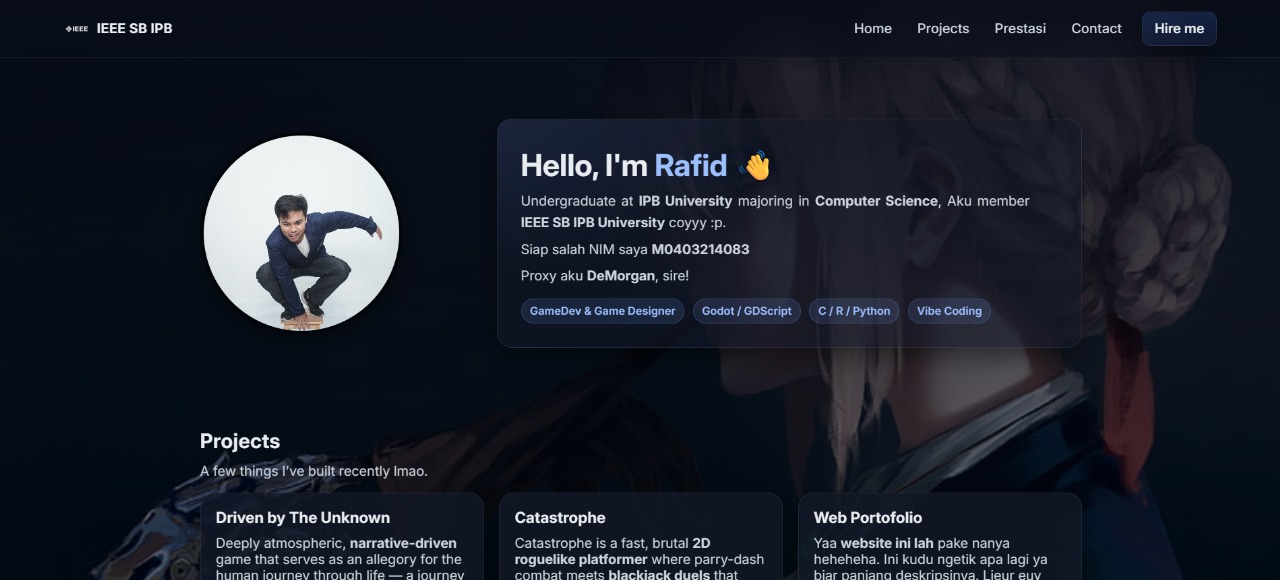 IEEE IEEE SB IPB
Home Projects Prestasi Contact Hire me
Hello, I'm Rafid 👋
Undergraduate at IPB University majoring in Computer Science, Aku member
IEEE SB IPB University coyyy :p.
Siap salah NIM saya M0403214083
Proxy aku DeMorgan, sire!
GameDev & Game Designer Godot / GDScript C / R / Python Vibe Coding
Projects
A few things I've built recently lmao.
Driven by The Unknown
Deeply atmospheric, narrative-driven
game that serves as an allegory for the
human journey through life — a journey
Catastrophe
Catastrophe is a fast, brutal 2D
roguelike platformer where parry-dash
combat meets blackjack duels that
Web Portofolio
Yaa website ini lah pake nanya
heheheha. Ini kudu ngetik apa lagi ya
biar panjang deskripsinya. Lieur euy